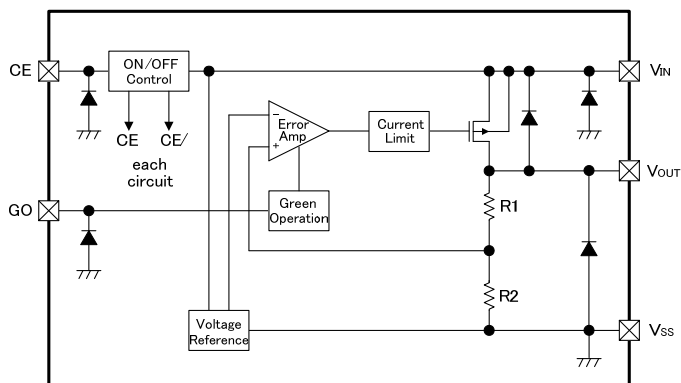 CE
ON/OFF
Control
VIN
CE
CE/
each
circuit
−
Error
Amp
+
Current
Limit
VOUT
GO
Green
Operation
R1
R2
Voltage
Reference
VSS